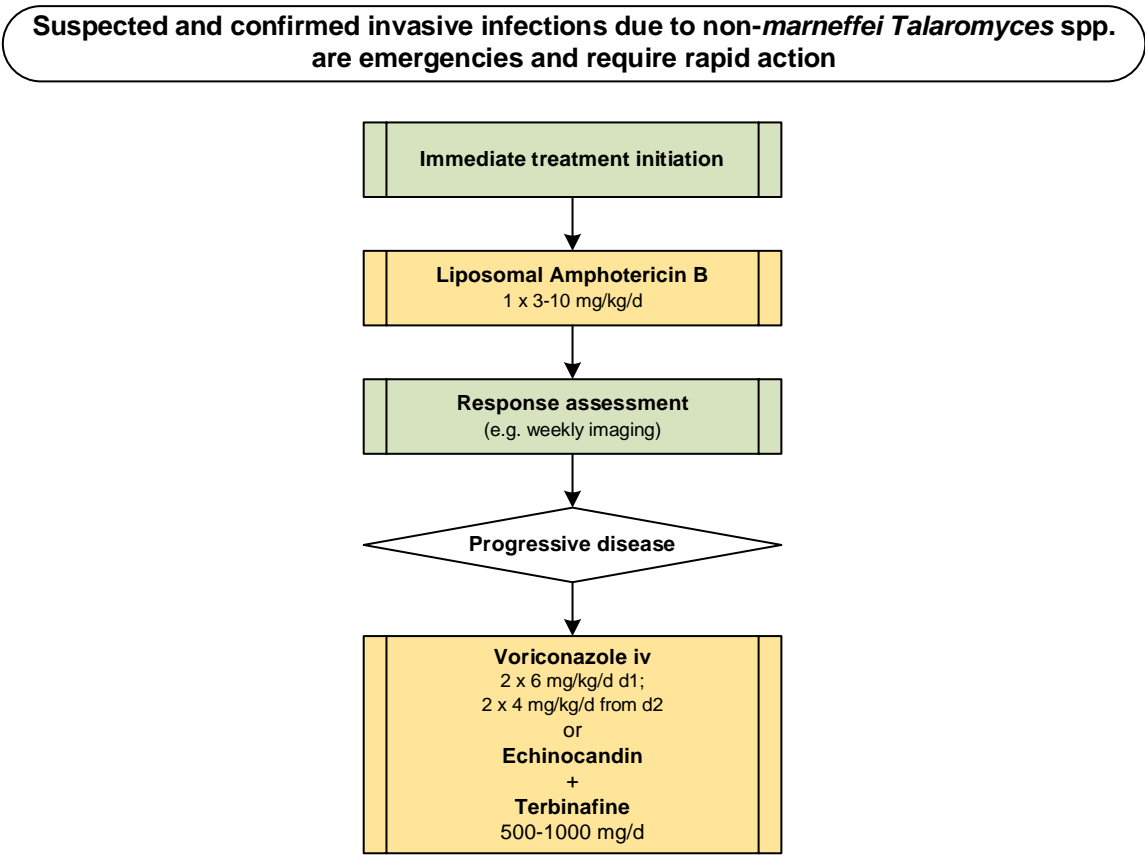 Suspected and confirmed invasive infections due to non-marneffei Talaromyces spp.
are emergencies and require rapid action
Immediate treatment initiation
Liposomal Amphotericin B
1 x 3-10 mg/kg/d
Response assessment
(e.g. weekly imaging)
Progressive disease
Voriconazole iv
2 x 6 mg/kg/d d1;
2 x 4 mg/kg/d from d2
or
Echinocandin
+
Terbinafine
500-1000 mg/d